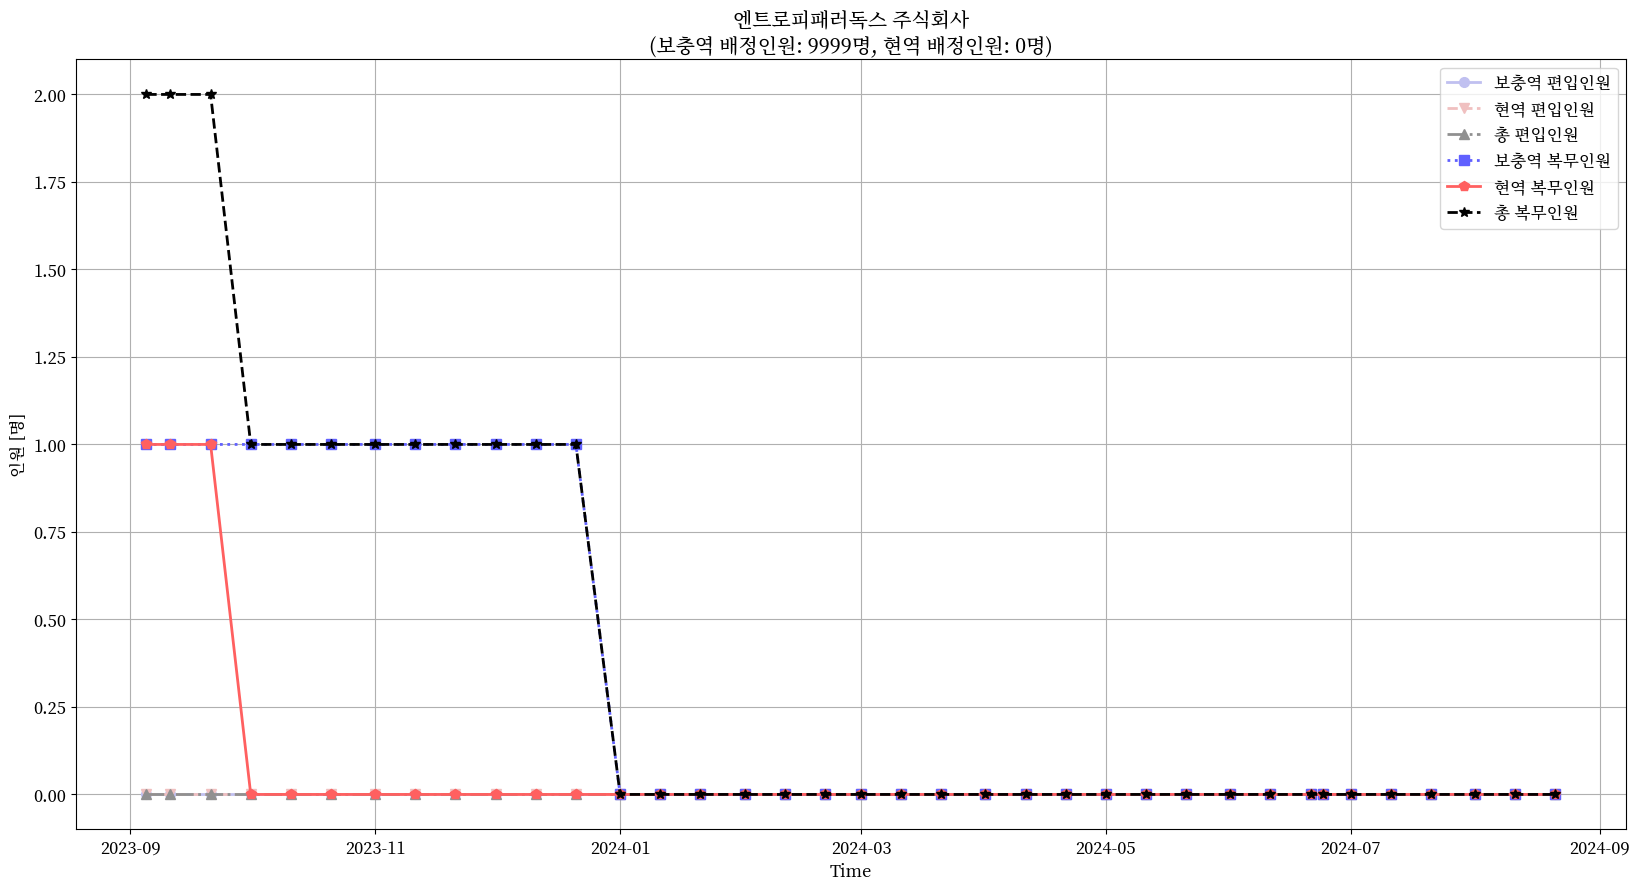 엔트로피패러독스 주식회사
(보충역 배정인원: 9999명, 현역 배정인원: 0명)
보충역 편입인원
현역 편입인원
총 편입인원
보충역 복무인원
현역 복무인원
총 복무인원
인원 [명]
2.00
1.75
1.50
1.25
1.00
0.75
0.50
0.25
0.00
2023-09
2023-11
2024-01
2024-03
2024-05
2024-07
2024-09
Time